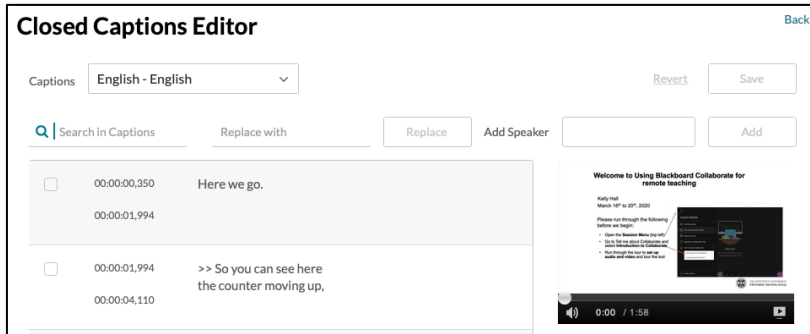 Closed Captions Editor
Back
Captions
English - English
Revert
Save
Search in Captions
Replace with
Replace
Add Speaker
Add
00:00:00,350
Here we go.
00:00:01,994
00:00:01,994
>> So you can see here
the counter moving up,
00:00:04,110
Welcome to Using Blackboard Collaborate for
remote teaching
Kelly Hall
March 16th to 20th, 2020
Please run through the following
before we begin:
• Open the Session Menu (top left)
• Go to Tell me about Collaborate and
select Introduction to Collaborate
• Run through the tour to set up
audio and video and tour the tool
0:00 / 1:58